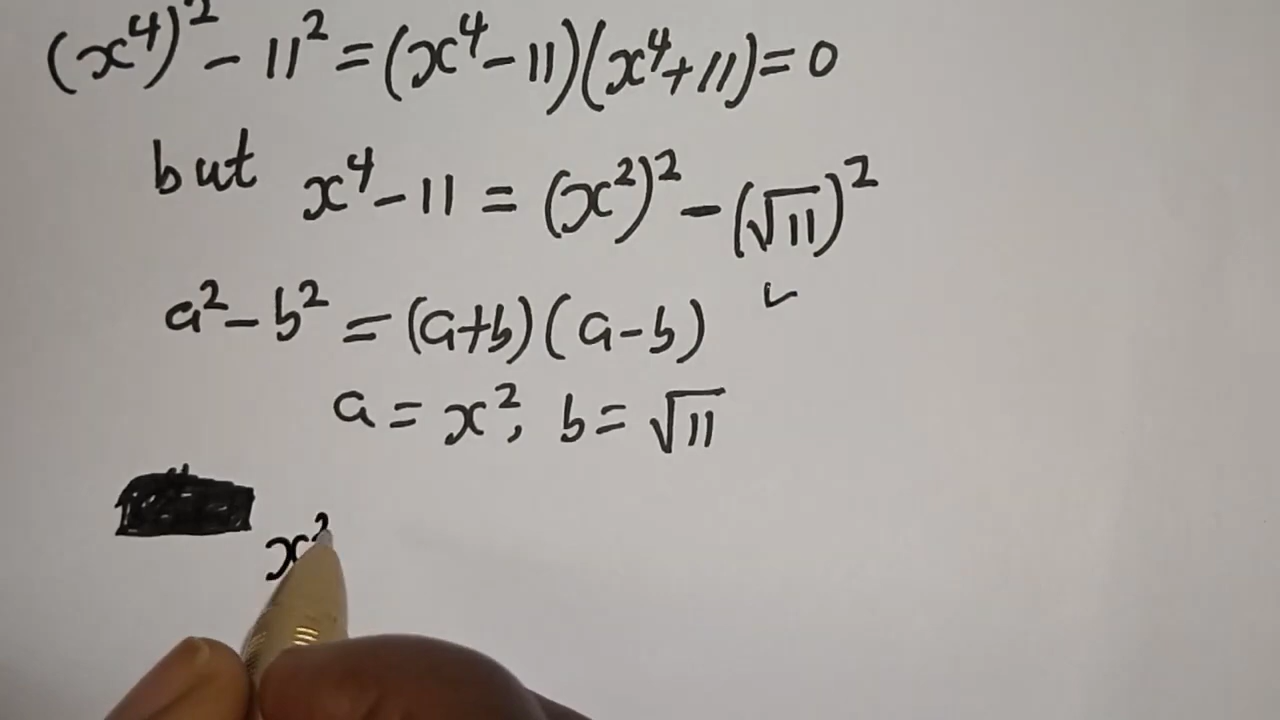 (x⁴)² - 11² = (x⁴ - 11)(x⁴ + 11) = 0
but x⁴ - 11 = (x²)² - (√11)²
a² - b² = (a+b)(a-b) ✓
a = x², b = √11
x²